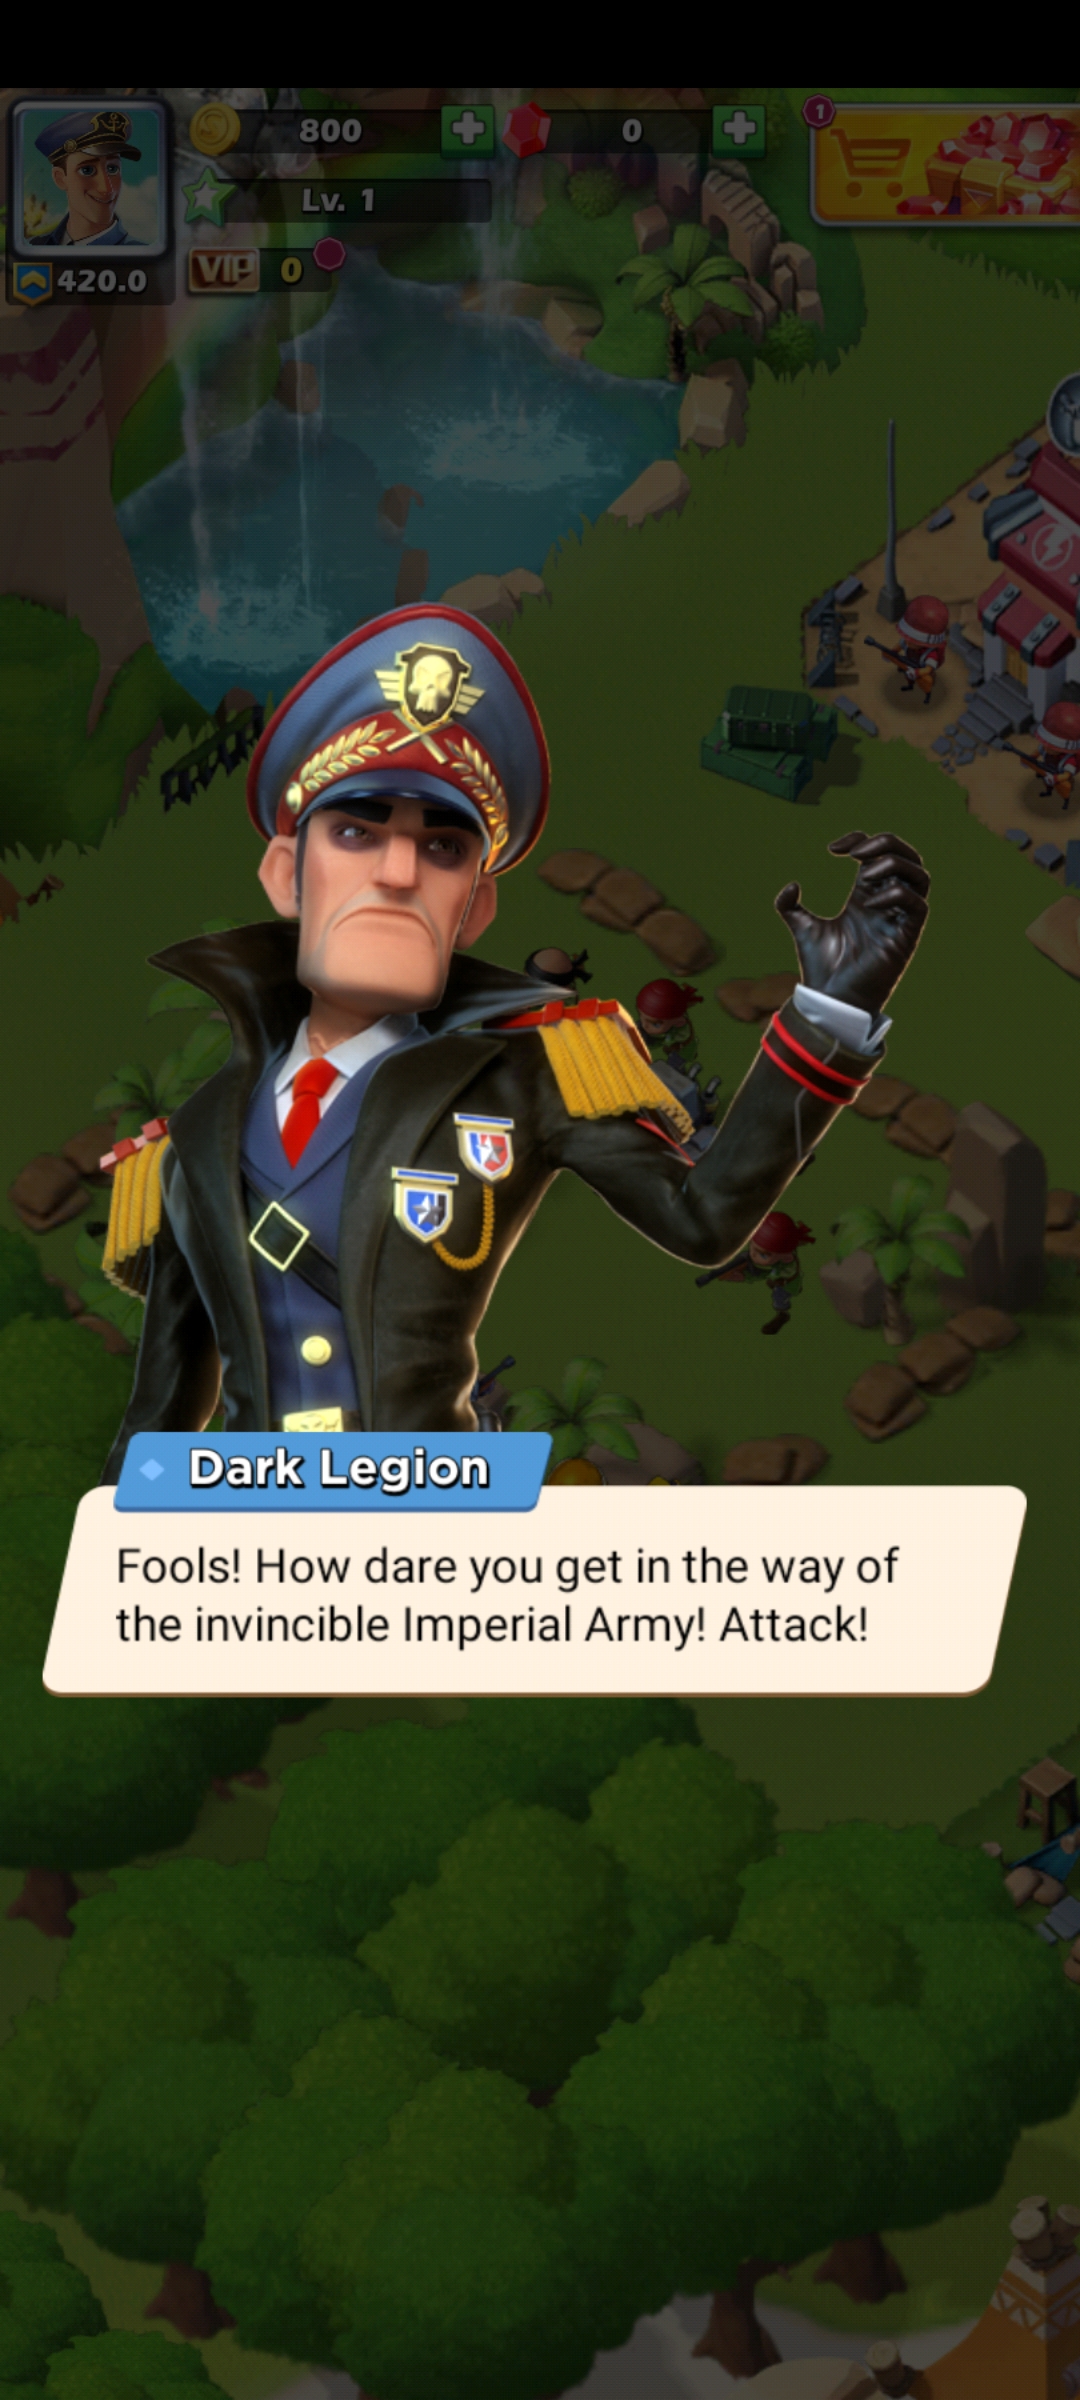 800
0
1
Lv. 1
VIP 0
420.0
Dark Legion
Fools! How dare you get in the way of
the invincible Imperial Army! Attack!